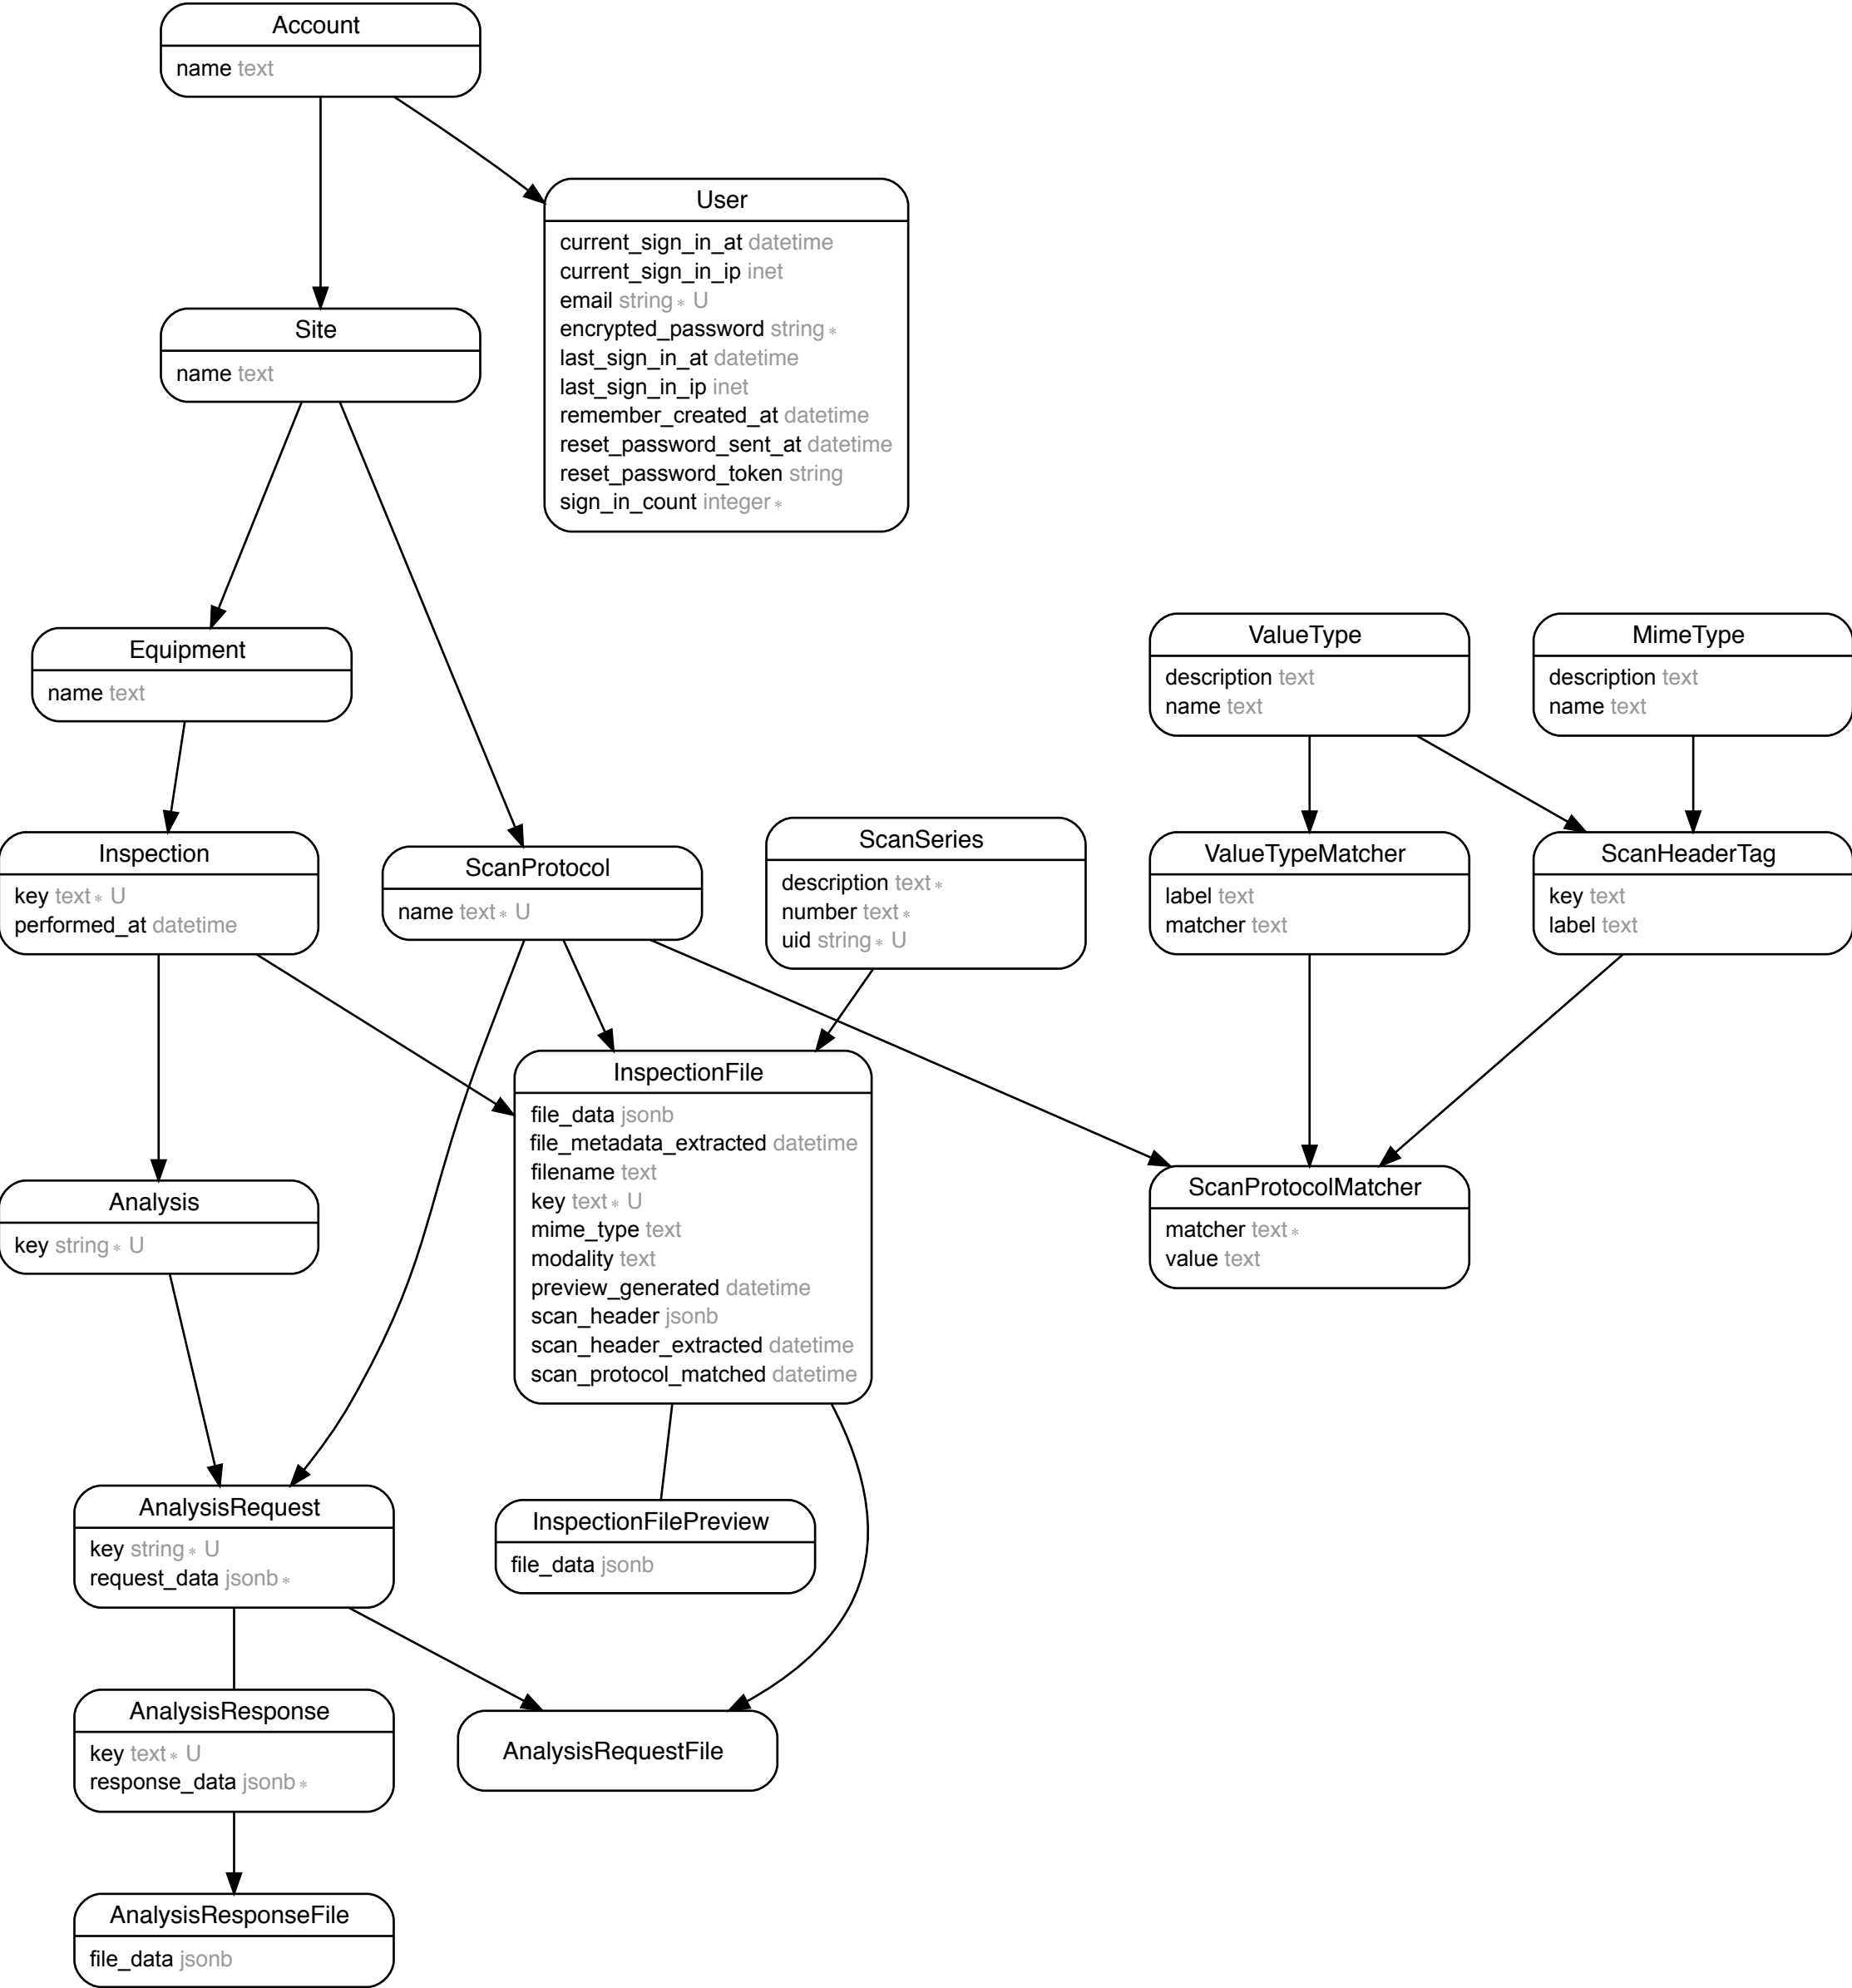 Account
name text
User
current_sign_in_at datetime
current_sign_in_ip inet
email string∗ U
encrypted_password string∗
last_sign_in_at datetime
last_sign_in_ip inet
remember_created_at datetime
reset_password_sent_at datetime
reset_password_token string
sign_in_count integer∗
Site
name text
Equipment
name text
ValueType
description text
name text
MimeType
description text
name text
Inspection
key text∗ U
performed_at datetime
ScanProtocol
name text∗ U
ScanSeries
description text∗
number text∗
uid string∗ U
ValueTypeMatcher
label text
matcher text
ScanHeaderTag
key text
label text
InspectionFile
file_data jsonb
file_metadata_extracted datetime
filename text
key text∗ U
mime_type text
modality text
preview_generated datetime
scan_header jsonb
scan_header_extracted datetime
scan_protocol_matched datetime
Analysis
key string∗ U
ScanProtocolMatcher
matcher text∗
value text
AnalysisRequest
key string∗ U
request_data jsonb∗
InspectionFilePreview
file_data jsonb
AnalysisResponse
key text∗ U
response_data jsonb∗
AnalysisRequestFile
AnalysisResponseFile
file_data jsonb